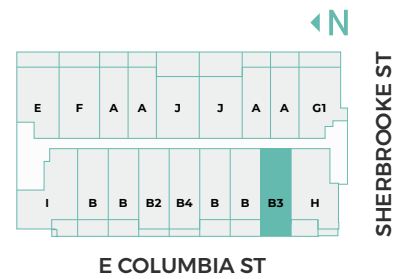 N
E F A A J J A A G1
I B B B2 B4 B B B3 H
SHERBROOKE ST
E COLUMBIA ST